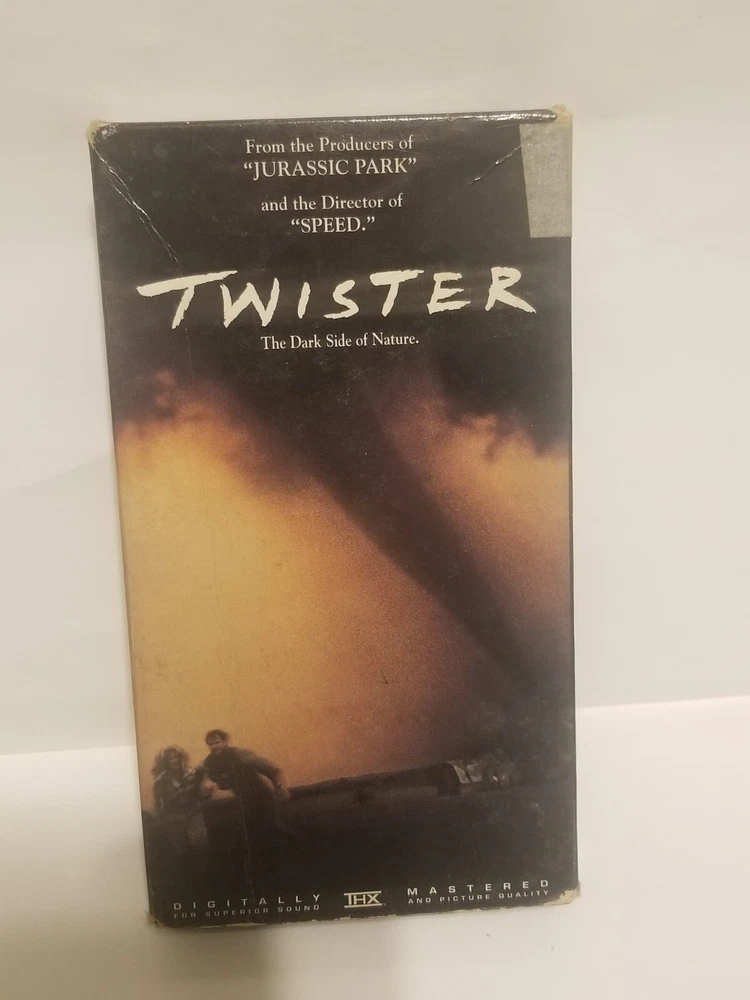 From the Producers of
“JURASSIC PARK”
and the Director of
“SPEED.”
TWISTER
The Dark Side of Nature.
DIGITALLY THX MASTERED
FOR SUPERIOR SOUND AND PICTURE QUALITY